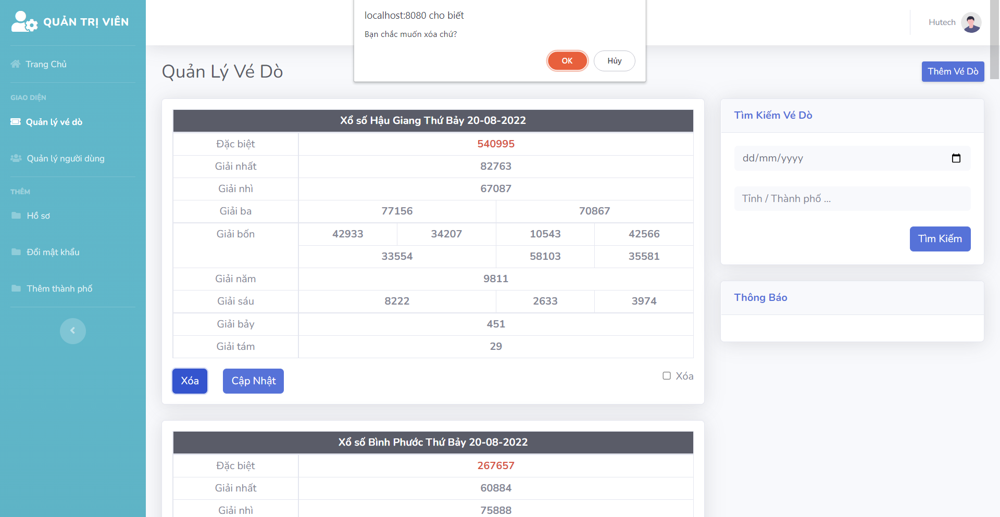 QUẢN TRỊ VIÊN
Trang Chủ
GIAO DIỆN
Quản lý vé dò
Quản lý người dùng
THÊM
Hồ sơ
Đổi mật khẩu
Thêm thành phố
localhost:8080 cho biết
Bạn chắc muốn xóa chứ?
OK Hủy
Hutech
Quản Lý Vé Dò
Thêm Vé Dò
Xổ số Hậu Giang Thứ Bảy 20-08-2022
Đặc biệt 540995
Giải nhất 82763
Giải nhì 67087
Giải ba 77156 70867
Giải bốn 42933 34207 10543 42566
33554 58103 35581
Giải năm 9811
Giải sáu 8222 2633 3974
Giải bảy 451
Giải tám 29
Xóa Cập Nhật Xóa
Xổ số Bình Phước Thứ Bảy 20-08-2022
Đặc biệt 267657
Giải nhất 60884
Giải nhì 75888
Tìm Kiếm Vé Dò
dd/mm/yyyy
Tỉnh / Thành phố ...
Tìm Kiếm
Thông Báo